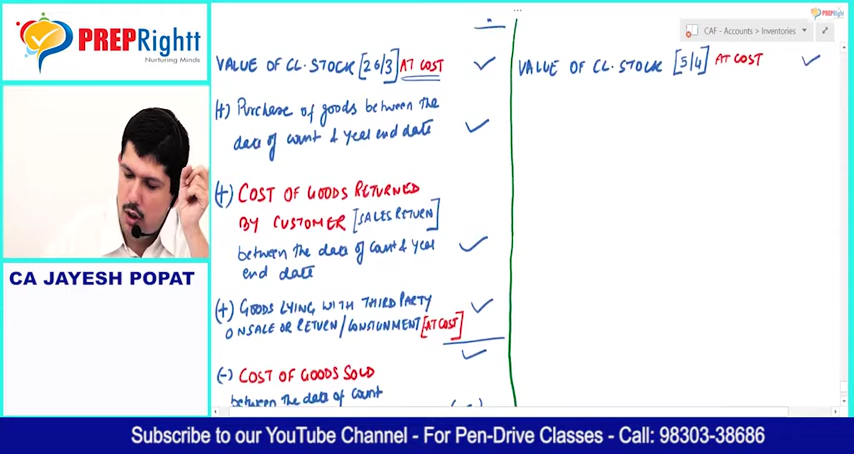 PREPRightt
Nurturing Minds
CA JAYESH POPAT
VALUE OF CL. STOCK [26/3] AT COST
(+) Purchase of goods between the
date of count & Year end date
(+) COST OF GOODS RETURNED
BY CUSTOMER [SALES RETURN]
between the date of count & year
end date
(+) GOODS LYING WITH THIRD PARTY
ON SALE OR RETURN/CONSIGNMENT [AT COST]
(-) COST OF GOODS SOLD
between the date of count
VALUE OF CL. STOCK [5/4] AT COST
CAF - Accounts > Inventories
PREPRightt
Subscribe to our YouTube Channel - For Pen-Drive Classes - Call: 98303-38686